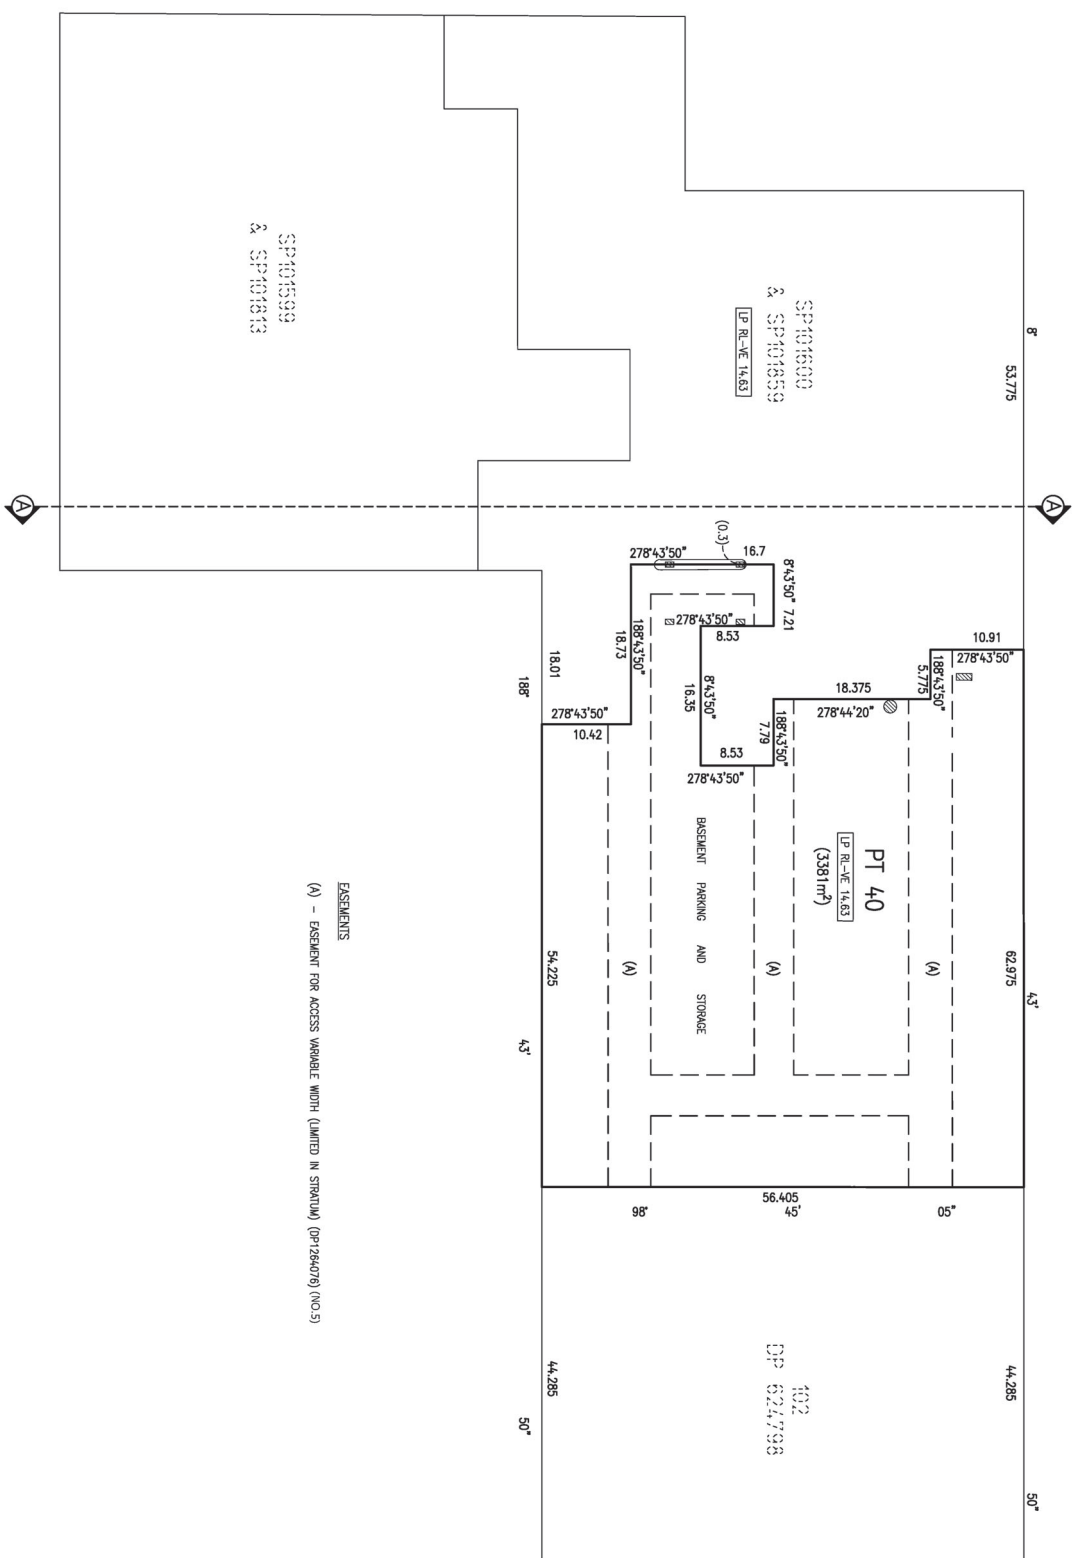 8°
53.775
SP101600
& SP101859
LP RL-VE 14.63
SP101599
& SP101813
A
A
(0.3)
16.7
278°43'50"
8°43'50" 7.21
278°43'50"
8.53
188°43'50"
18.73
18.01
188°
278°43'50"
10.42
8°43'50"
16.35
8.53
278°43'50"
188°43'50"
7.79
18.375
278°44'20"
10.91
278°43'50"
188°43'50"
5.775
PT 40
LP RL-VE 14.63
(3381m²)
BASEMENT PARKING AND STORAGE
(A)
(A)
(A)
62.975
43'
54.225
43'
56.405
98° 45' 05"
102
DP 624798
44.285
50"
44.285
50"
EASEMENTS
(A) - EASEMENT FOR ACCESS VARIABLE WIDTH (LIMITED IN STRATUM) (DP1264076) (NO.5)